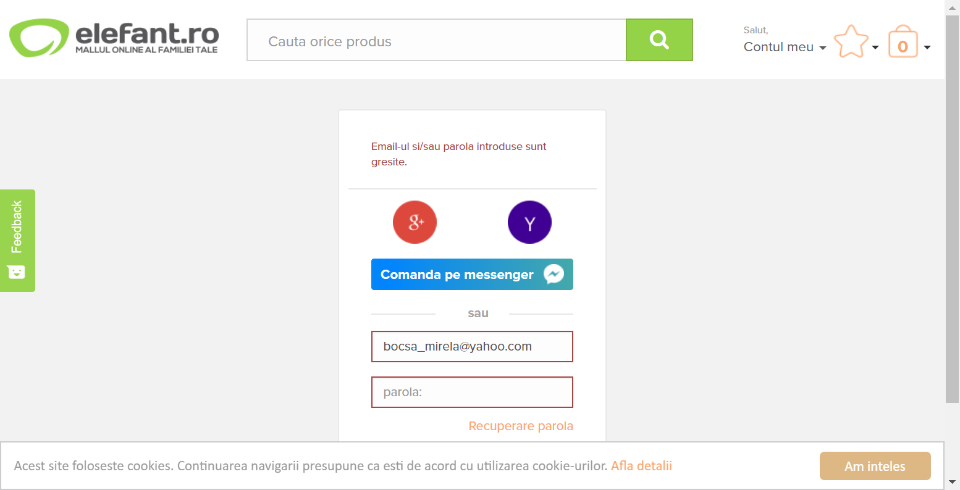 elefant.ro
MALLUL ONLINE AL FAMILIEI TALE
Cauta orice produs
Salut,
Contul meu
0
Email-ul si/sau parola introduse sunt
gresite.
Feedback
g+
Y
Comanda pe messenger
sau
bocsa_mirela@yahoo.com
parola:
Recuperare parola
Acest site foloseste cookies. Continuarea navigarii presupune ca esti de acord cu utilizarea cookie-urilor. Afla detalii
Am inteles